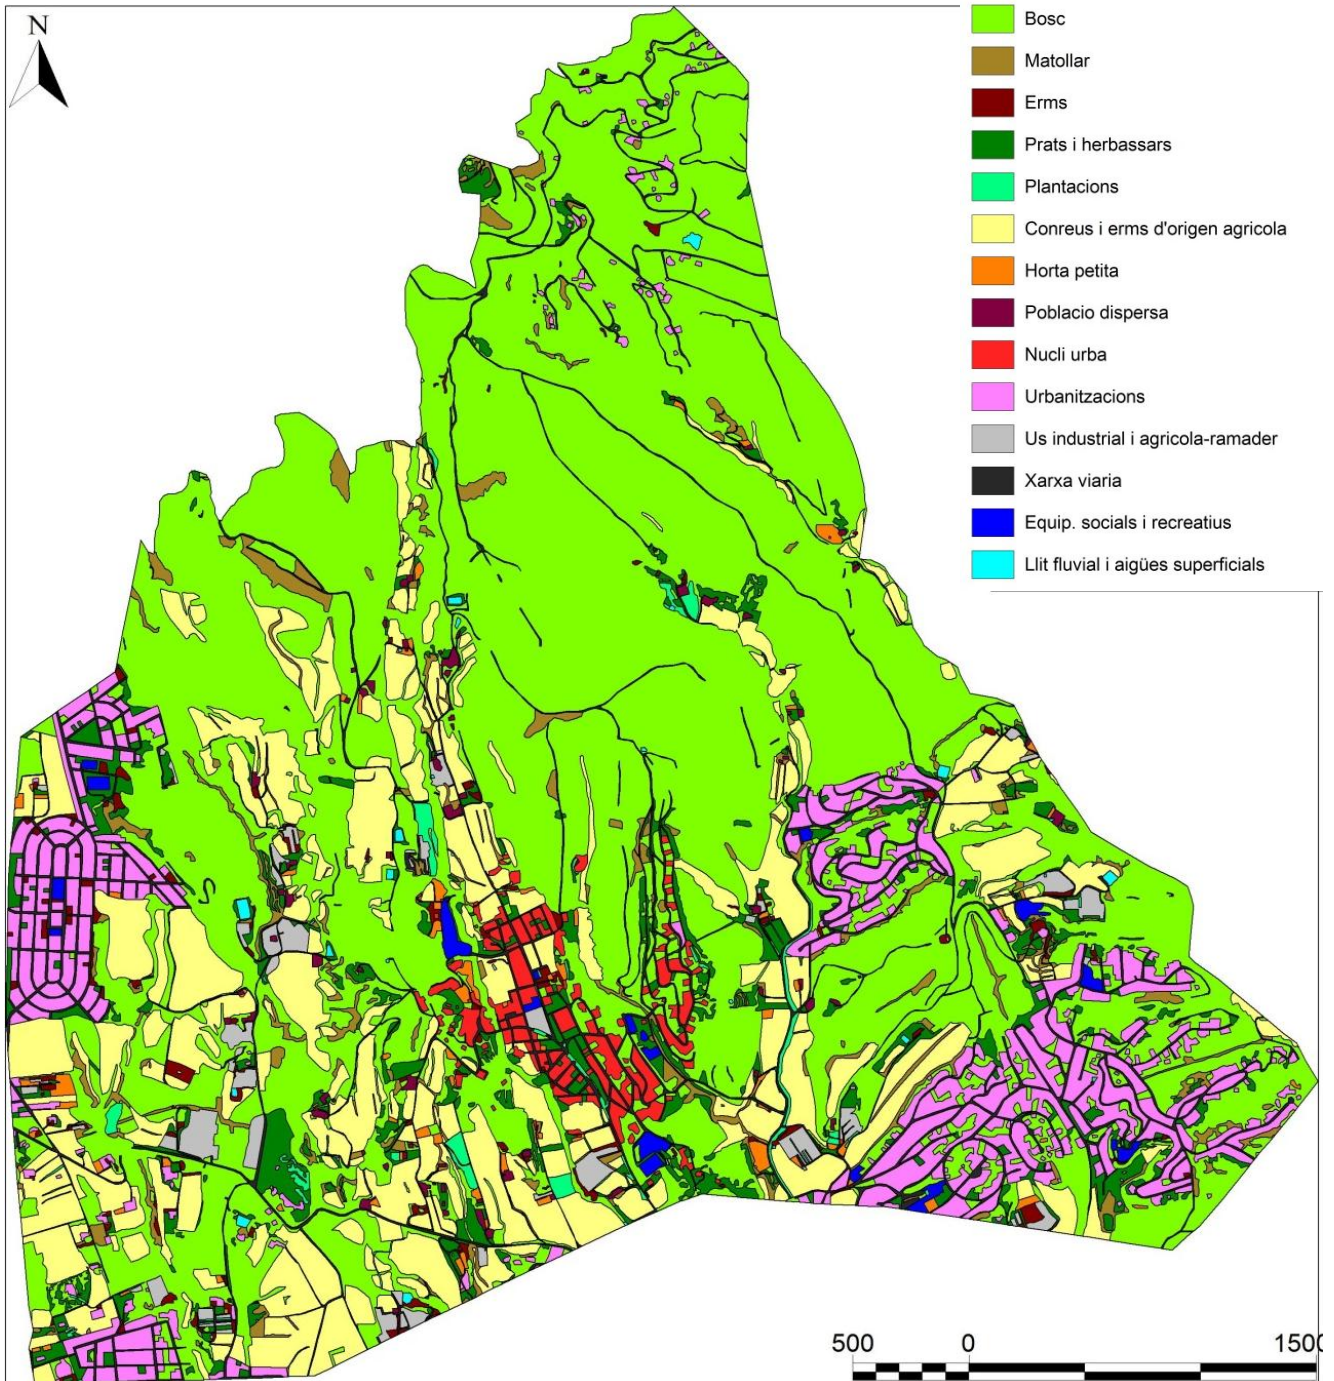 N
Bosc
Matollar
Erms
Prats i herbassars
Plantacions
Conreus i erms d'origen agricola
Horta petita
Poblacio dispersa
Nucli urba
Urbanitzacions
Us industrial i agricola-ramader
Xarxa viaria
Equip. socials i recreatius
Llit fluvial i aigües superficials
500 0 1500